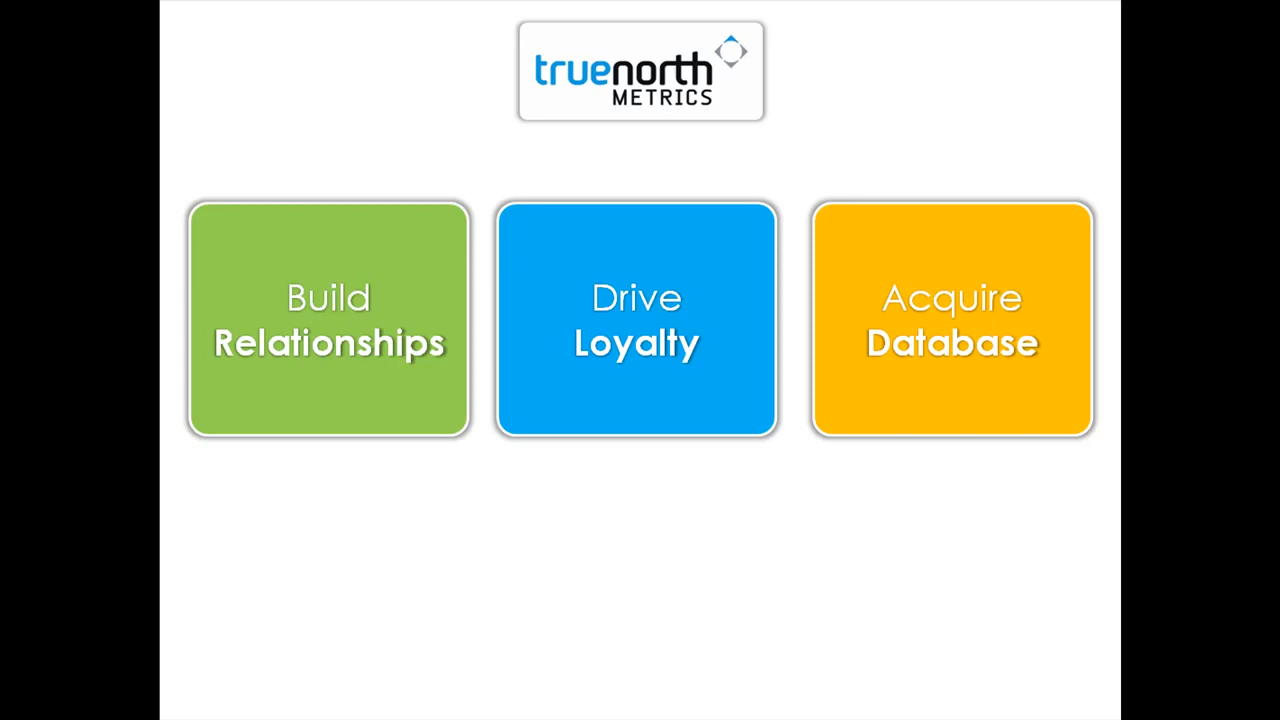 truenorth
METRICS
Build
Relationships
Drive
Loyalty
Acquire
Database